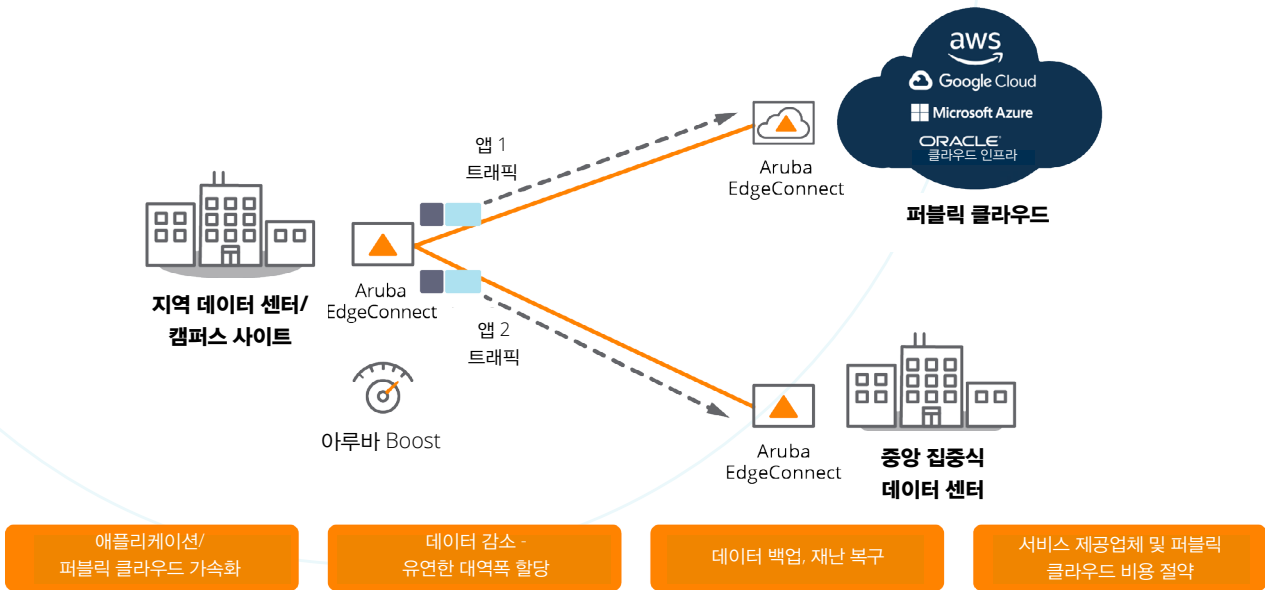 aws
Google Cloud
Microsoft Azure
ORACLE
클라우드 인프라
퍼블릭 클라우드
앱 1
트래픽
Aruba
EdgeConnect
지역 데이터 센터/
캠퍼스 사이트
Aruba
EdgeConnect
앱 2
트래픽
아루바 Boost
Aruba
EdgeConnect
중앙 집중식
데이터 센터
애플리케이션/
퍼블릭 클라우드 가속화
데이터 감소 -
유연한 대역폭 할당
데이터 백업, 재난 복구
서비스 제공업체 및 퍼블릭
클라우드 비용 절약